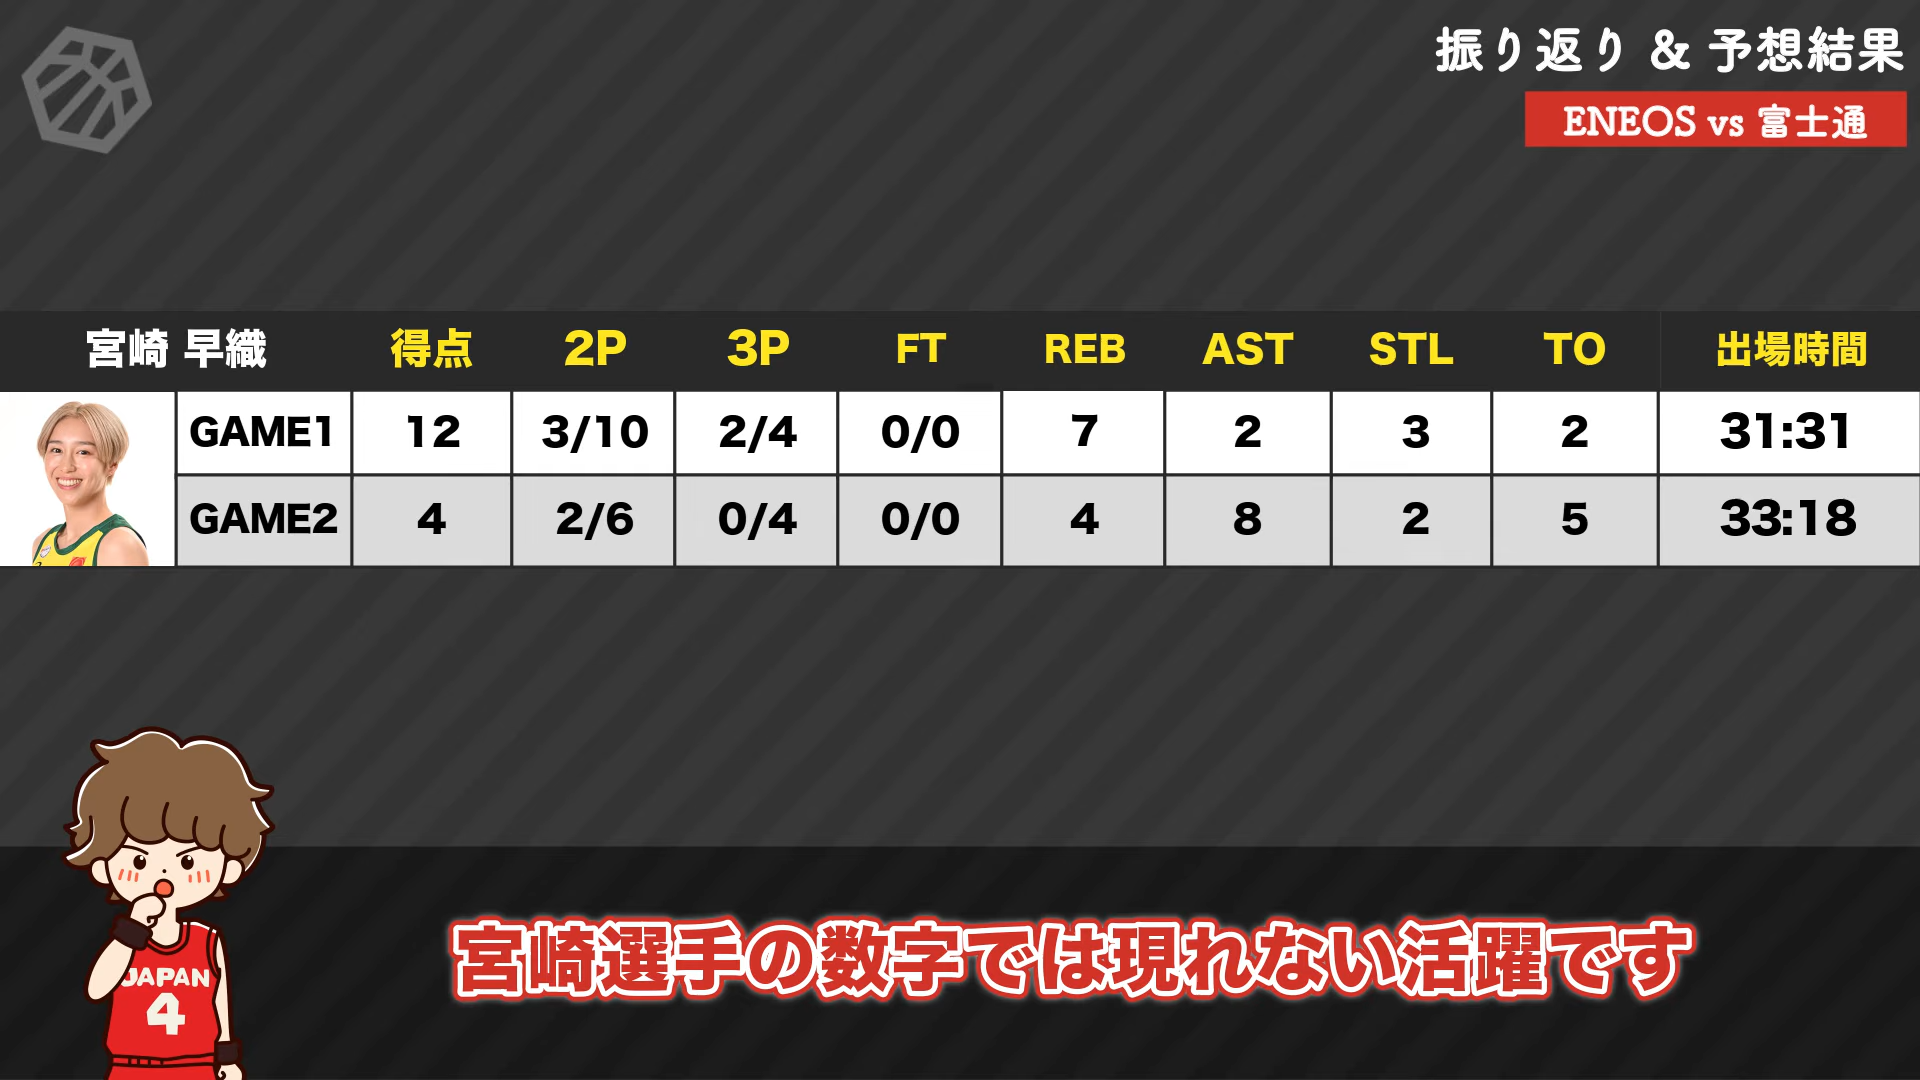 振り返り & 予想結果
ENEOS vs 富士通
宮崎 早織 得点 2P 3P FT REB AST STL TO 出場時間
GAME1 12 3/10 2/4 0/0 7 2 3 2 31:31
GAME2 4 2/6 0/4 0/0 4 8 2 5 33:18
JAPAN
4
宮崎選手の数字では現れない活躍です